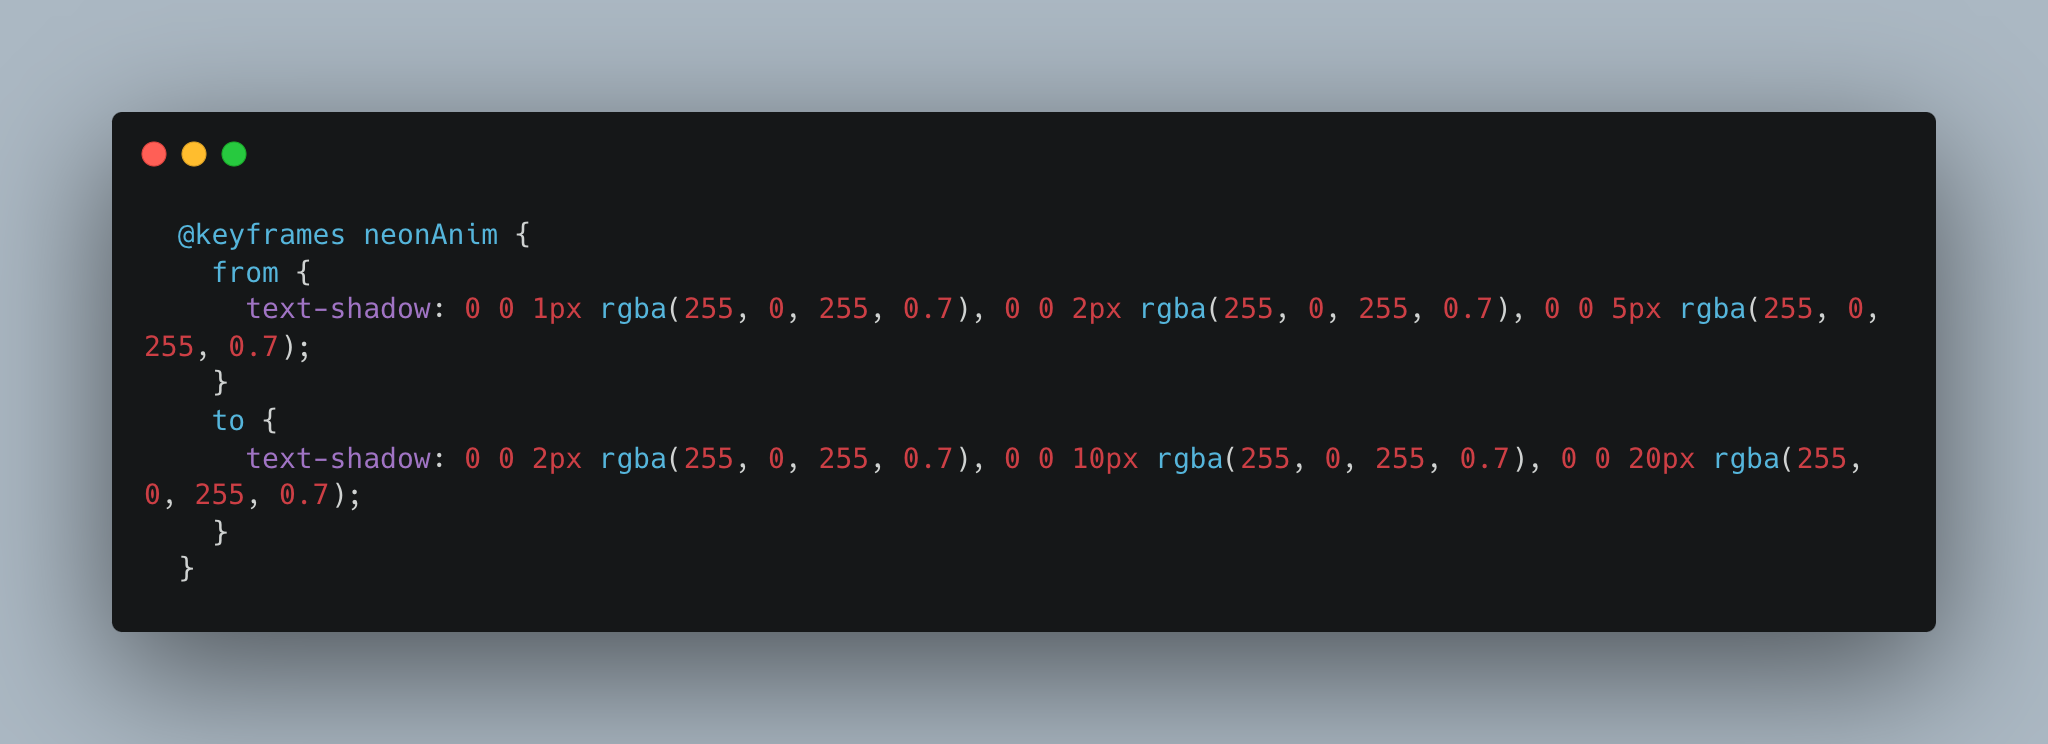 @keyframes neonAnim {
from {
text-shadow: 0 0 1px rgba(255, 0, 255, 0.7), 0 0 2px rgba(255, 0, 255, 0.7), 0 0 5px rgba(255, 0,
255, 0.7);
}
to {
text-shadow: 0 0 2px rgba(255, 0, 255, 0.7), 0 0 10px rgba(255, 0, 255, 0.7), 0 0 20px rgba(255,
0, 255, 0.7);
}
}